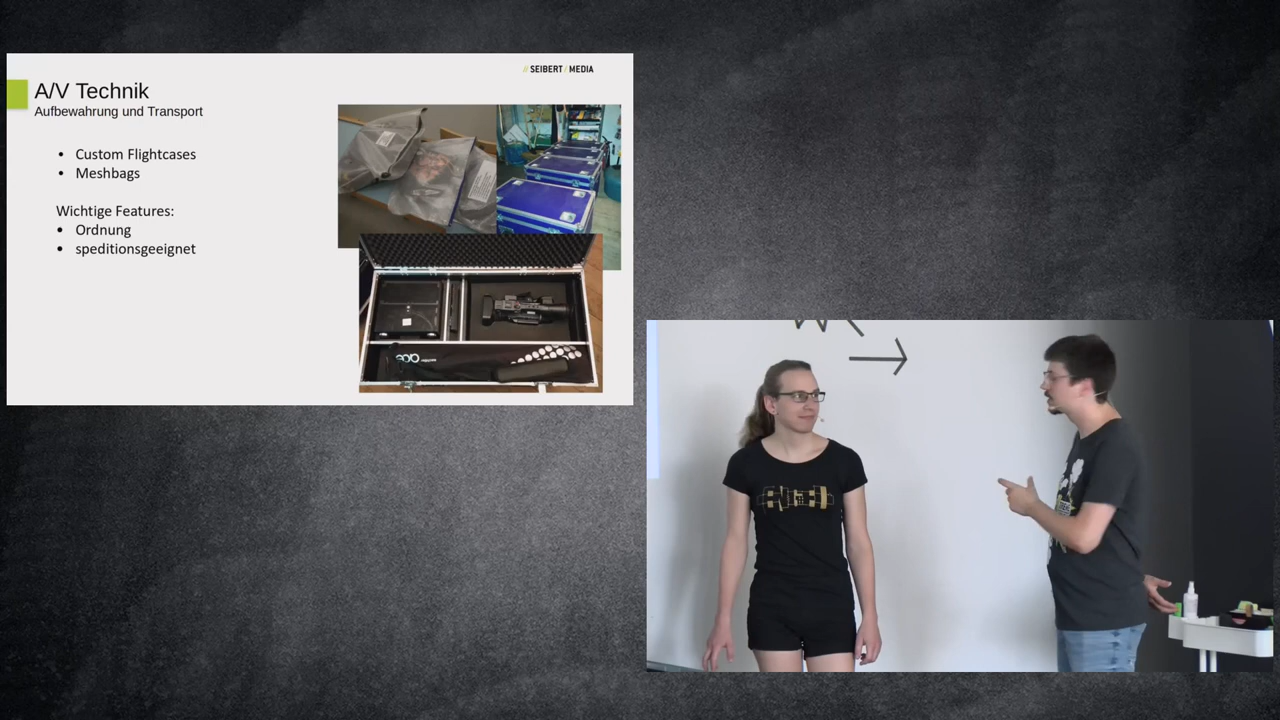 // SEIBERT / MEDIA
A/V Technik
Aufbewahrung und Transport
• Custom Flightcases
• Meshbags
Wichtige Features:
• Ordnung
• speditionsgeeignet